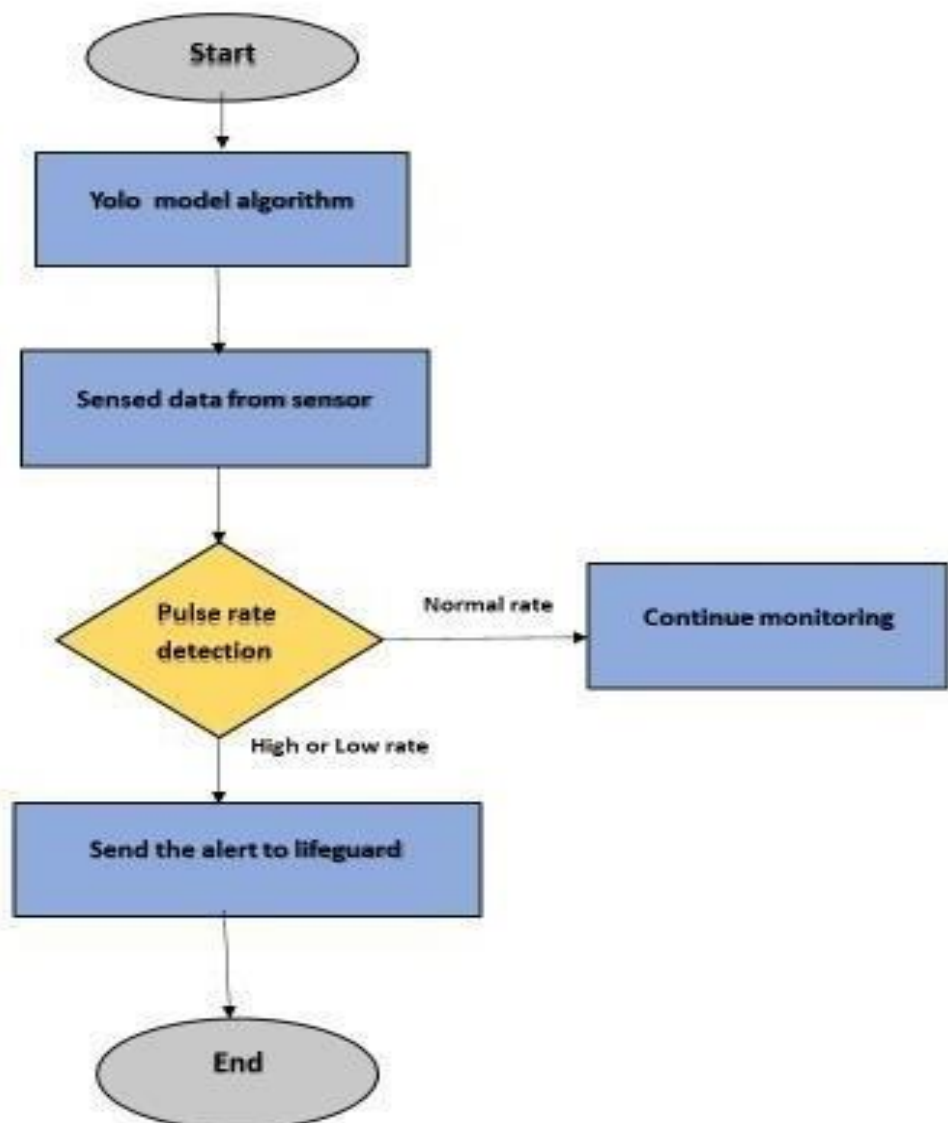 Start
Yolo model algorithm
Sensed data from sensor
Pulse rate
detection
Normal rate
Continue monitoring
High or Low rate
Send the alert to lifeguard
End